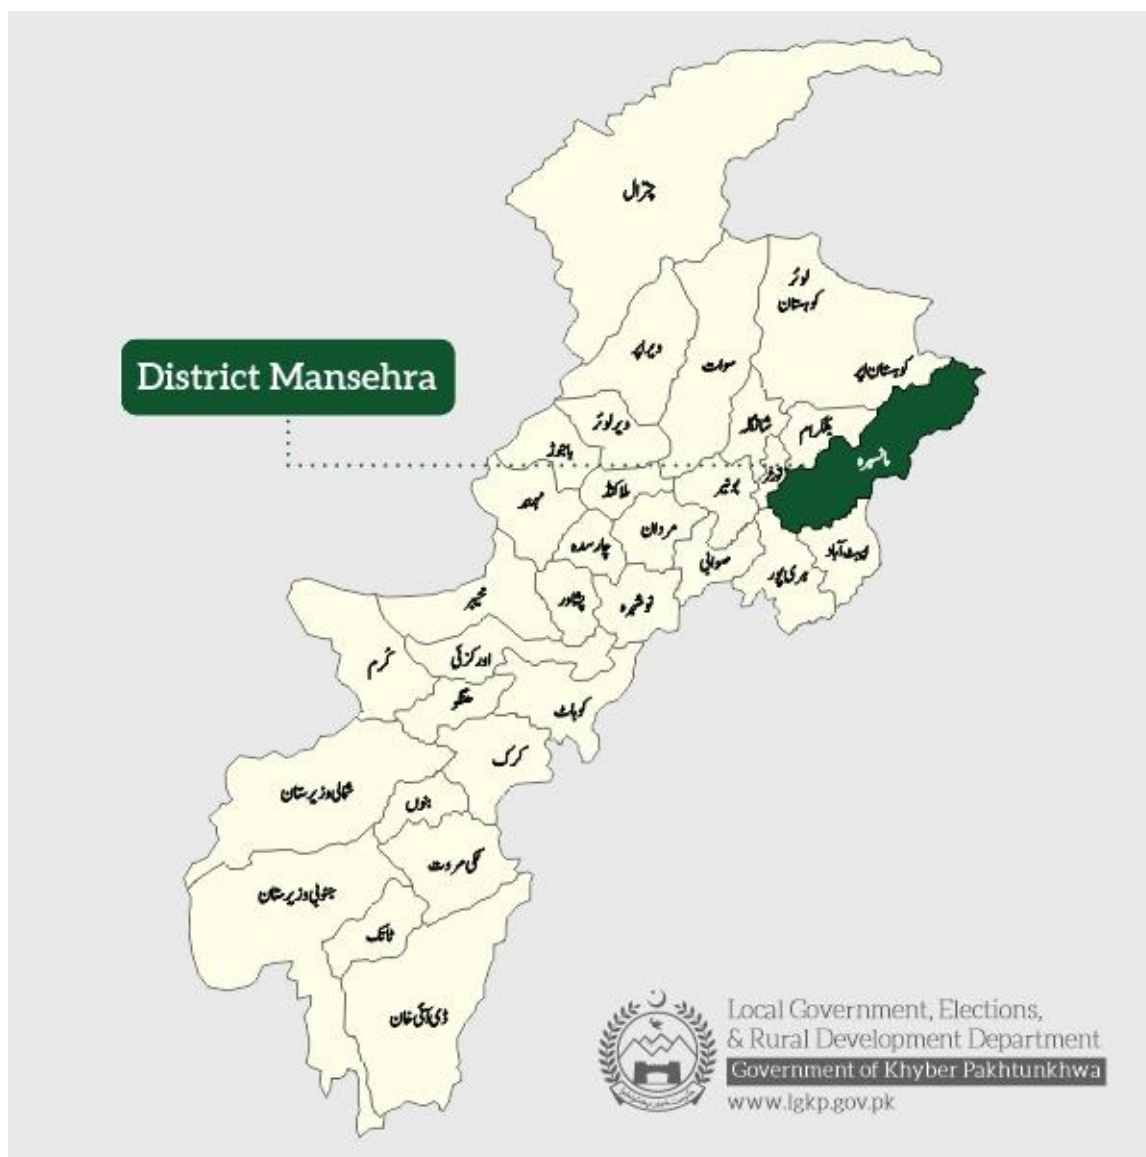 چترال
لوئر
کوہستان
دیر اپر
سوات
کوہستان اپر
District Mansehra
شانگلہ
بٹگرام
دیر لوئر
باجوڑ
مانسہرہ
تورغر
بونیر
ملاکنڈ
مہمند
مردان
چارسدہ
صوابی
ایبٹ آباد
ہری پور
خیبر
پشاور
نوشہرہ
اورکزئی
کرم
ہنگو
کوہاٹ
کرک
شمالی وزیرستان
بنوں
لکی مروت
جنوبی وزیرستان
ٹانک
ڈی آئی خان
Local Government, Elections,
& Rural Development Department
Government of Khyber Pakhtunkhwa
www.lgkp.gov.pk